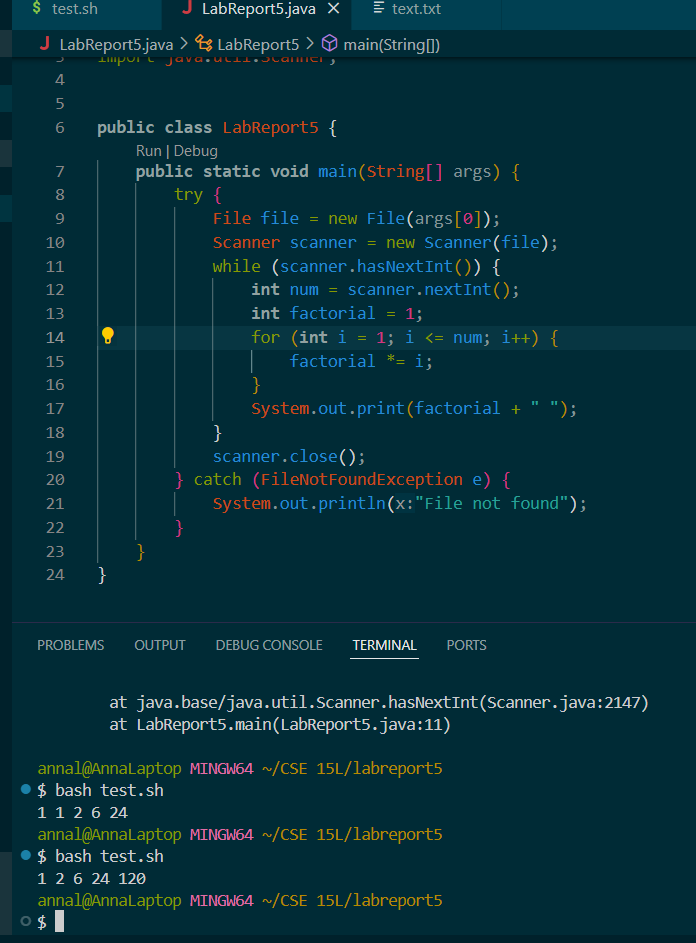 $ test.sh
J LabReport5.java ×
text.txt
J LabReport5.java > LabReport5 > main(String[])
3 import java.util.Scanner;
4
5
6 public class LabReport5 {
Run | Debug
7 public static void main(String[] args) {
8 try {
9 File file = new File(args[0]);
10 Scanner scanner = new Scanner(file);
11 while (scanner.hasNextInt()) {
12 int num = scanner.nextInt();
13 int factorial = 1;
14 for (int i = 1; i <= num; i++) {
15 factorial *= i;
16 }
17 System.out.print(factorial + " ");
18 }
19 scanner.close();
20 } catch (FileNotFoundException e) {
21 System.out.println(x:"File not found");
22 }
23 }
24 }
PROBLEMS OUTPUT DEBUG CONSOLE TERMINAL PORTS
at java.base/java.util.Scanner.hasNextInt(Scanner.java:2147)
at LabReport5.main(LabReport5.java:11)
annal@AnnaLaptop MINGW64 ~/CSE 15L/labreport5
$ bash test.sh
1 1 2 6 24
annal@AnnaLaptop MINGW64 ~/CSE 15L/labreport5
$ bash test.sh
1 2 6 24 120
annal@AnnaLaptop MINGW64 ~/CSE 15L/labreport5
$